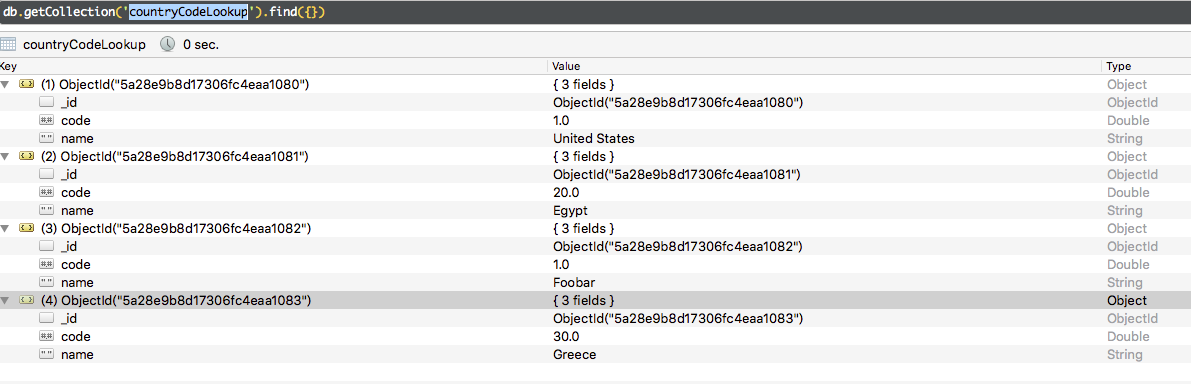 db.getCollection('countryCodeLookup').find({})
countryCodeLookup 0 sec.
Key Value Type
(1) ObjectId("5a28e9b8d17306fc4eaa1080") { 3 fields } Object
_id ObjectId("5a28e9b8d17306fc4eaa1080") ObjectId
code 1.0 Double
name United States String
(2) ObjectId("5a28e9b8d17306fc4eaa1081") { 3 fields } Object
_id ObjectId("5a28e9b8d17306fc4eaa1081") ObjectId
code 20.0 Double
name Egypt String
(3) ObjectId("5a28e9b8d17306fc4eaa1082") { 3 fields } Object
_id ObjectId("5a28e9b8d17306fc4eaa1082") ObjectId
code 1.0 Double
name Foobar String
(4) ObjectId("5a28e9b8d17306fc4eaa1083") { 3 fields } Object
_id ObjectId("5a28e9b8d17306fc4eaa1083") ObjectId
code 30.0 Double
name Greece String